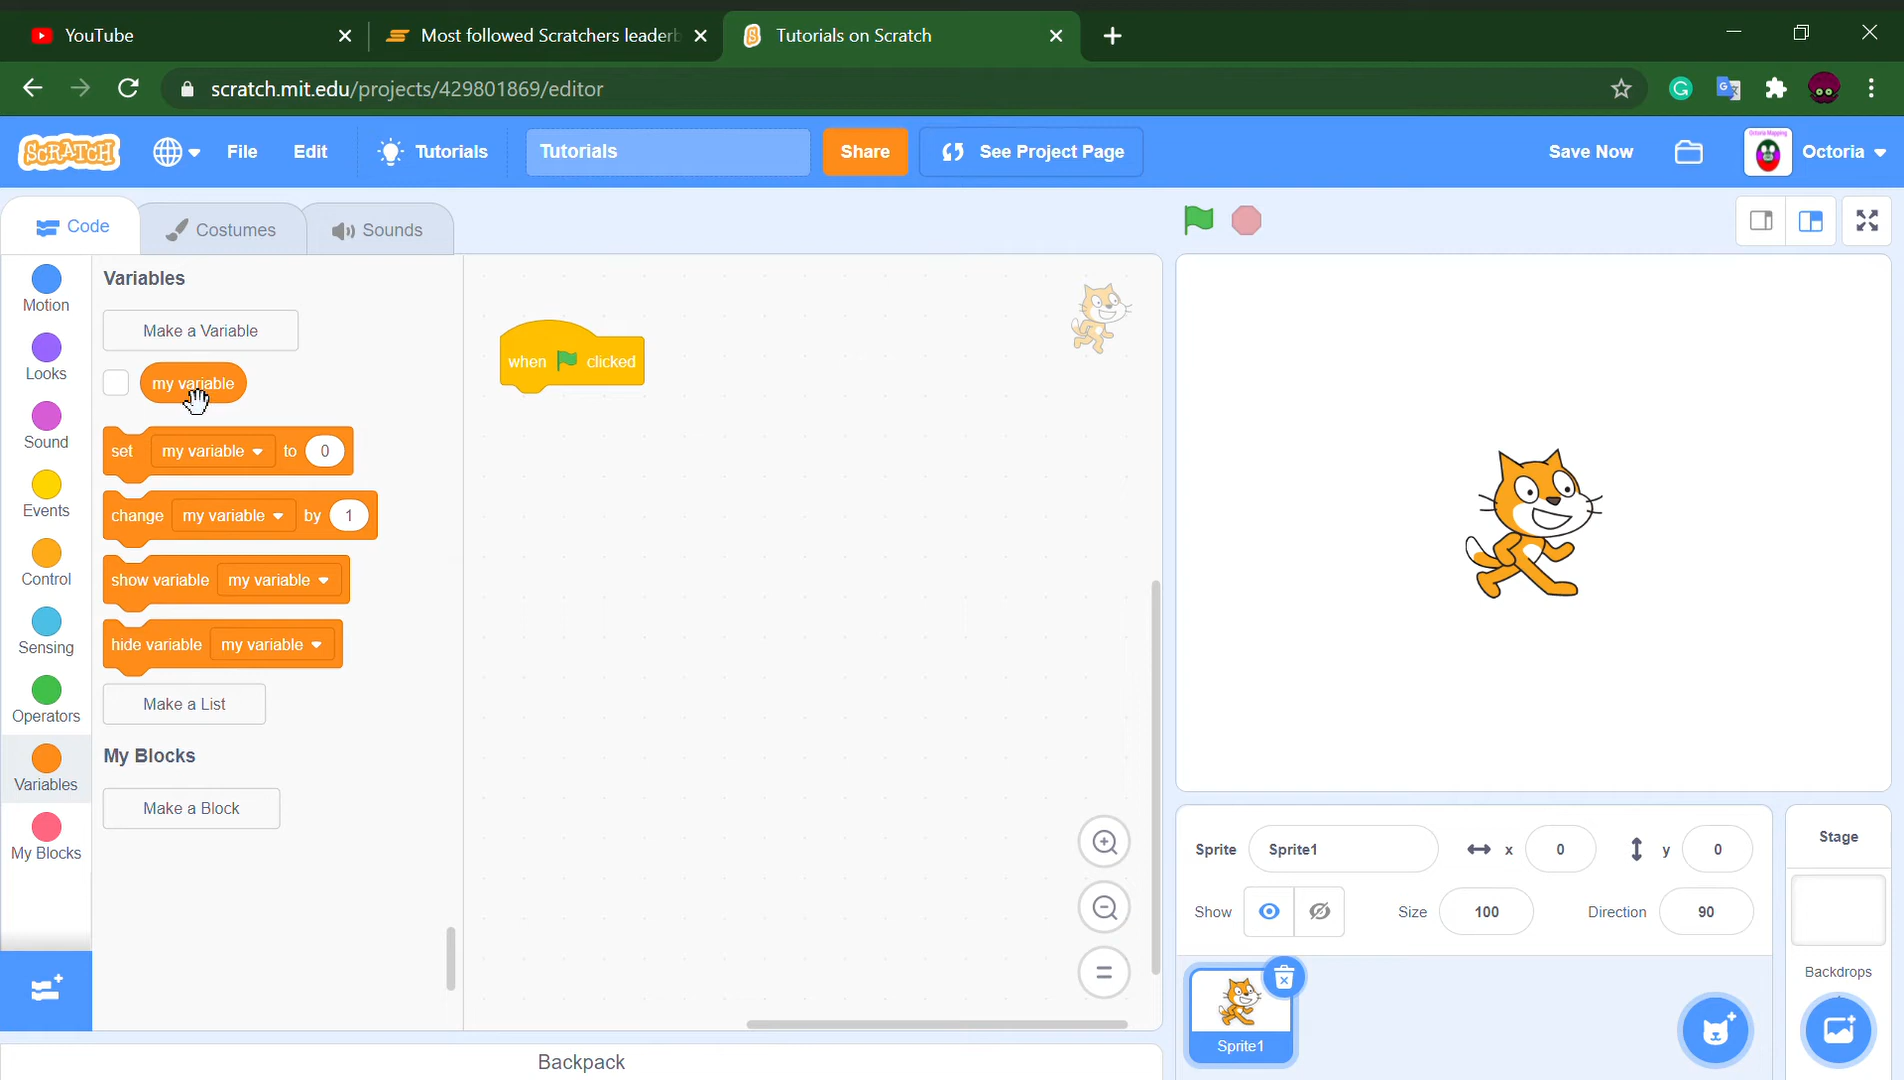 YouTube
Most followed Scratchers leaderb
Tutorials on Scratch
scratch.mit.edu/projects/429801869/editor
SCRATCH
File
Edit
Tutorials
Tutorials
Share
See Project Page
Save Now
Octoria
Code
Costumes
Sounds
Motion
Looks
Sound
Events
Control
Sensing
Operators
Variables
My Blocks
Variables
Make a Variable
my variable
set my variable to 0
change my variable by 1
show variable my variable
hide variable my variable
Make a List
My Blocks
Make a Block
when clicked
Backpack
Sprite Sprite1 x 0 y 0
Show Size 100 Direction 90
Sprite1
Stage
Backdrops